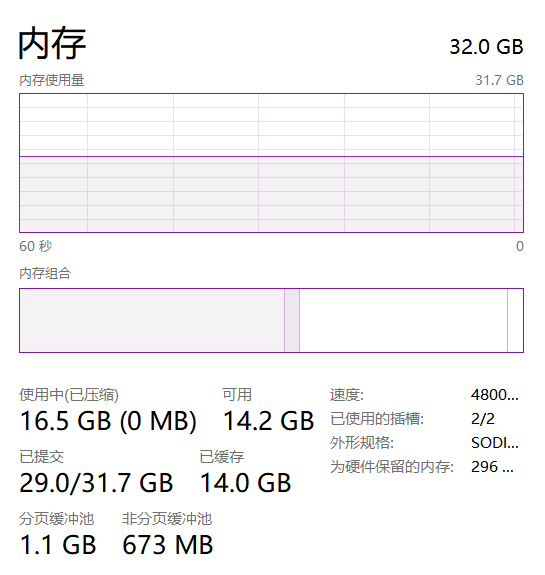 内存 32.0 GB
内存使用量 31.7 GB
60 秒 0
内存组合
使用中(已压缩) 可用
16.5 GB (0 MB) 14.2 GB
已提交 已缓存
29.0/31.7 GB 14.0 GB
分页缓冲池 非分页缓冲池
1.1 GB 673 MB
速度: 4800...
已使用的插槽: 2/2
外形规格: SODI...
为硬件保留的内存: 296 ...